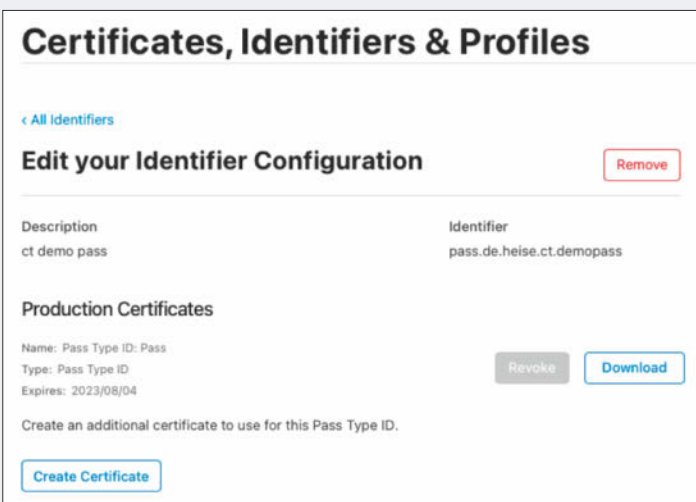 Certificates, Identifiers & Profiles
‹ All Identifiers
Edit your Identifier Configuration
Remove
Description
Identifier
ct demo pass
pass.de.heise.ct.demopass
Production Certificates
Name: Pass Type ID: Pass
Type: Pass Type ID
Expires: 2023/08/04
Revoke
Download
Create an additional certificate to use for this Pass Type ID.
Create Certificate